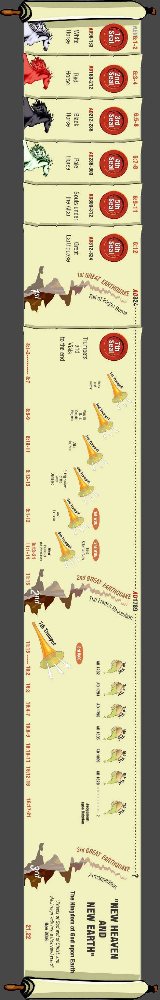 REV6:1-2
1st
Seal
AD96-183
White
Horse
6:3-4
2nd
Seal
AD183-212
Red
Horse
6:5-6
3rd
Seal
AD212-235
Black
Horse
6:7-8
4th
Seal
AD235-303
Pale
Horse
6:9-11
5th
Seal
AD303-312
Souls under
the Altar
6:12
6th
Seal
AD312-324
Great
Earthquake
AD324
1st GREAT EARTHQUAKE
Fall of Pagan Rome
1st
7th
Seal
Trumpets
and
Vials
to the end
8:1-2
8:7
1st Trumpet
Huns
and
Goths
2nd Trumpet
Vandals
attack
Coastal
Regions
8:8-9
3rd Trumpet
Attila
the Hun
8:10-11
4th Trumpet
Ruling powers
of the
West
Darkened
8:12-13
1st WOE
5th Trumpet
Arab
Locusts
9:1-12
2nd WOE
East
Ottoman Turks
6th Trumpet
West
Period of
the Witnesses
9:13-21
11:1-14
AD1789
2nd GREAT EARTHQUAKE
The French Revolution
2nd
11:13
3rd WOE
7th Trumpet
11:15 ------ 16:2
1st Vial
AD 1792
2nd Vial
AD 1793
16:3
3rd Vial
AD 1796
16:4-7
4th Vial
AD 1805
16:8-9
5th Vial
AD 1809
16:10-11
6th Vial
AD 1820 - - - - - - - - - - ?
16:12-16
7th Vial
Judgement
upon Babylon
16:17-21
?
3rd GREAT EARTHQUAKE
Armaggeddon
3rd
"NEW HEAVEN
AND
NEW EARTH"
The Kingdom of God upon Earth
"Priests of God and of Christ, and
shall reign with him a thousand years"
Rev 20:6
21,22